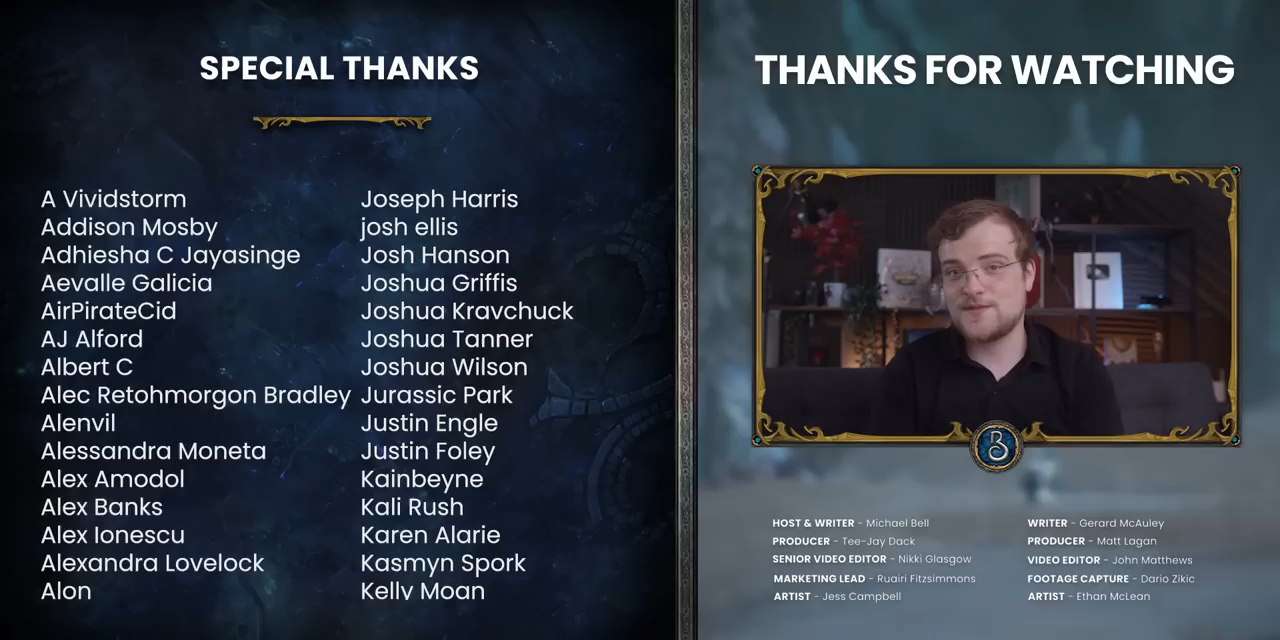 SPECIAL THANKS
A Vividstorm
Addison Mosby
Adhiesha C Jayasinge
Aevalle Galicia
AirPirateCid
AJ Alford
Albert C
Alec Retohmorgon Bradley
Alenvil
Alessandra Moneta
Alex Amodol
Alex Banks
Alex Ionescu
Alexandra Lovelock
Alon
Joseph Harris
josh ellis
Josh Hanson
Joshua Griffis
Joshua Kravchuck
Joshua Tanner
Joshua Wilson
Jurassic Park
Justin Engle
Justin Foley
Kainbeyne
Kali Rush
Karen Alarie
Kasmyn Spork
Kelly Moan
THANKS FOR WATCHING
B
HOST & WRITER - Michael Bell
PRODUCER - Tee-Jay Dack
SENIOR VIDEO EDITOR - Nikki Glasgow
MARKETING LEAD - Ruairi Fitzsimmons
ARTIST - Jess Campbell
WRITER - Gerard McAuley
PRODUCER - Matt Lagan
VIDEO EDITOR - John Matthews
FOOTAGE CAPTURE - Dario Zikic
ARTIST - Ethan McLean